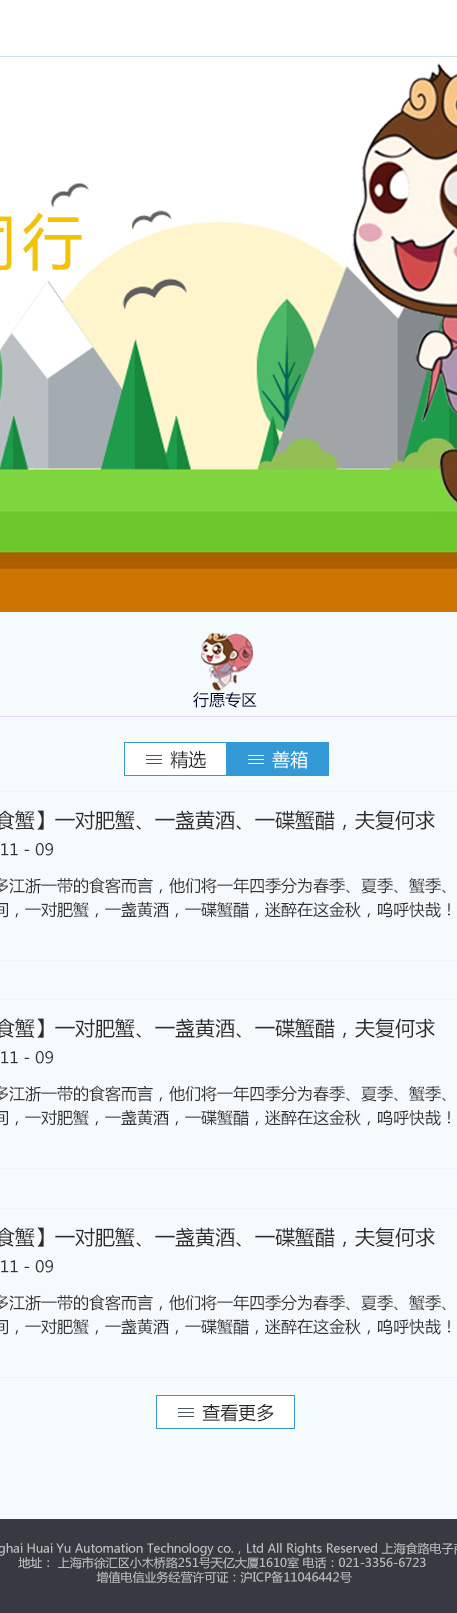 同行
行愿专区
精选
善箱
食蟹】一对肥蟹、一盏黄酒、一碟蟹醋，夫复何求
11 - 09
多江浙一带的食客而言，他们将一年四季分为春季、夏季、蟹季、
间，一对肥蟹，一盏黄酒，一碟蟹醋，迷醉在这金秋，呜呼快哉！
食蟹】一对肥蟹、一盏黄酒、一碟蟹醋，夫复何求
11 - 09
多江浙一带的食客而言，他们将一年四季分为春季、夏季、蟹季、
间，一对肥蟹，一盏黄酒，一碟蟹醋，迷醉在这金秋，呜呼快哉！
食蟹】一对肥蟹、一盏黄酒、一碟蟹醋，夫复何求
11 - 09
多江浙一带的食客而言，他们将一年四季分为春季、夏季、蟹季、
间，一对肥蟹，一盏黄酒，一碟蟹醋，迷醉在这金秋，呜呼快哉！
查看更多
ghai Huai Yu Automation Technology co.，Ltd All Rights Reserved 上海食路电子商
地址： 上海市徐汇区小木桥路251号天亿大厦1610室 电话：021-3356-6723
增值电信业务经营许可证：沪ICP备11046442号